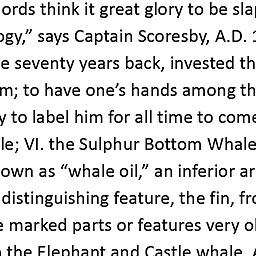 ords think it great glory to be sla
ogy,” says Captain Scoresby, A.D. 1
e seventy years back, invested th
m; to have one’s hands among th
y to label him for all time to come
le; VI. the Sulphur Bottom Whale
own as “whale oil,” an inferior ar
distinguishing feature, the fin, fro
e marked parts or features very ob
the Elephant and Castle whale. A